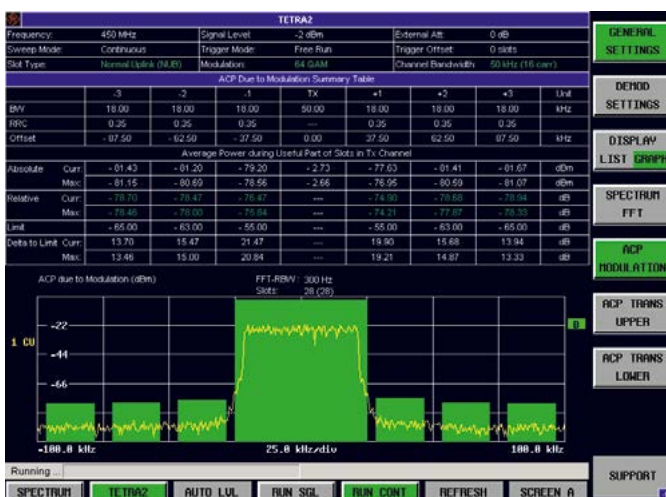 TETRA2
Frequency: 450 MHz Signal Level: -2 dBm External Att: 0 dB
Sweep Mode: Continuous Trigger Mode: Free Run Trigger Offset: 0 slots
Slot Type: Normal Uplink (NUB) Modulation: 64 QAM Channel Bandwidth: 50 kHz (16 carr)
ACP Due to Modulation Summary Table
-3 -2 -1 TX +1 +2 +3 Unit
BW 18.00 18.00 18.00 50.00 18.00 18.00 18.00 kHz
RRC 0.35 0.35 0.35 --- 0.35 0.35 0.35
Offset - 87.50 - 62.50 - 37.50 0.00 37.50 62.50 87.50 kHz
Average Power during Useful Part of Slots in Tx Channel
Absolute Curr: - 81.43 - 81.20 - 79.20 - 2.73 - 77.63 - 81.41 - 81.67 dBm
Max: - 81.15 - 80.69 - 78.56 - 2.66 - 76.95 - 80.59 - 81.07 dBm
Relative Curr: - 78.70 - 78.47 - 76.47 --- - 74.90 - 78.68 - 78.94 dB
Max: - 78.46 - 78.00 - 75.84 --- - 74.21 - 77.87 - 78.33 dB
Limit - 65.00 - 63.00 - 55.00 --- - 55.00 - 63.00 - 65.00 dB
Delta to Limit Curr: 13.70 15.47 21.47 --- 19.90 15.68 13.94 dB
Max: 13.46 15.00 20.84 --- 19.21 14.87 13.33 dB
ACP due to Modulation (dBm) FFT-RBW : 300 Hz
Slots: 28 (28)
-22
1 CU
-44
-66
-100.0 kHz 25.0 kHz/div 100.0 kHz
Running ...
SPECTRUM TETRA2 AUTO LVL RUN SGL RUN CONT REFRESH SCREEN A
GENERAL
SETTINGS
DEMOD
SETTINGS
DISPLAY
LIST GRAPH
SPECTRUM
FFT
ACP
MODULATION
ACP TRANS
UPPER
ACP TRANS
LOWER
SUPPORT